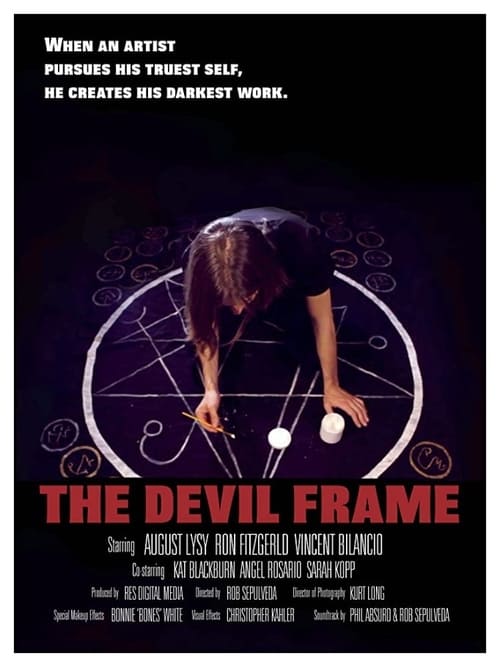 WHEN AN ARTIST
PURSUES HIS TRUEST SELF,
HE CREATES HIS DARKEST WORK.
THE DEVIL FRAME
Starring AUGUST LYSY RON FITZGERLD VINCENT BILANCIO
Co-starring KAT BLACKBURN ANGEL ROSARIO SARAH KOPP
Produced by RES DIGITAL MEDIA Directed by ROB SEPULVEDA Director of Photography KURT LONG
Special Makeup Effects BONNIE 'BONES' WHITE Visual Effects CHRISTOPHER KAHLER Soundtrack by PHIL ABSURD & ROB SEPULVEDA